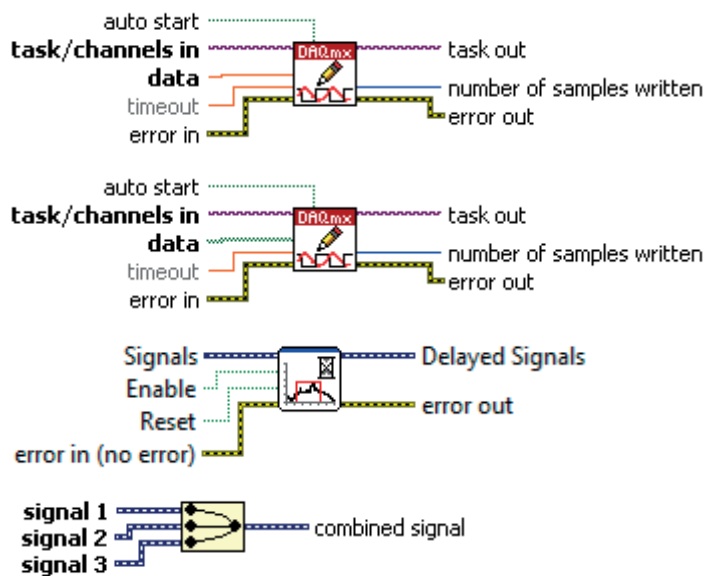 auto start
task/channels in
DAQmx
task out
data
number of samples written
timeout
error out
error in
auto start
task/channels in
DAQmx
task out
data
number of samples written
timeout
error out
error in
Signals
Delayed Signals
Enable
Reset
error out
error in (no error)
signal 1
signal 2
combined signal
signal 3